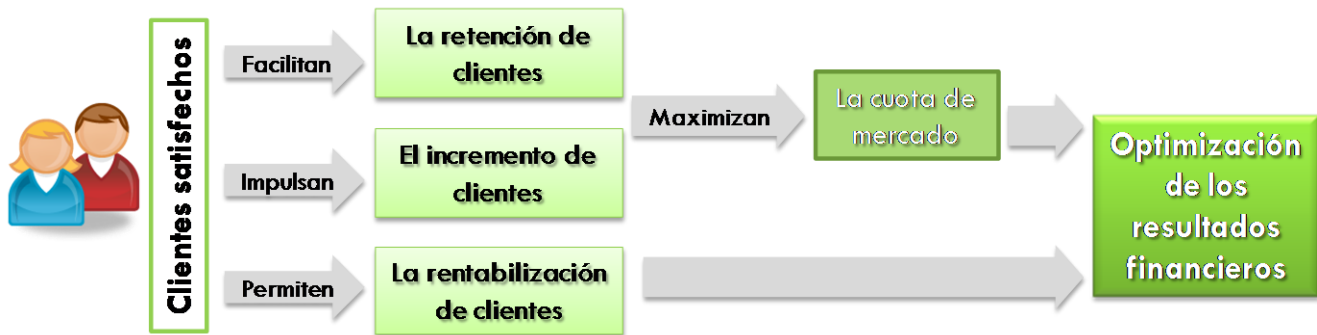 Clientes satisfechos
Facilitan
La retención de
clientes
Impulsan
El incremento de
clientes
Permiten
La rentabilización
de clientes
Maximizan
La cuota de
mercado
Optimización
de los
resultados
financieros